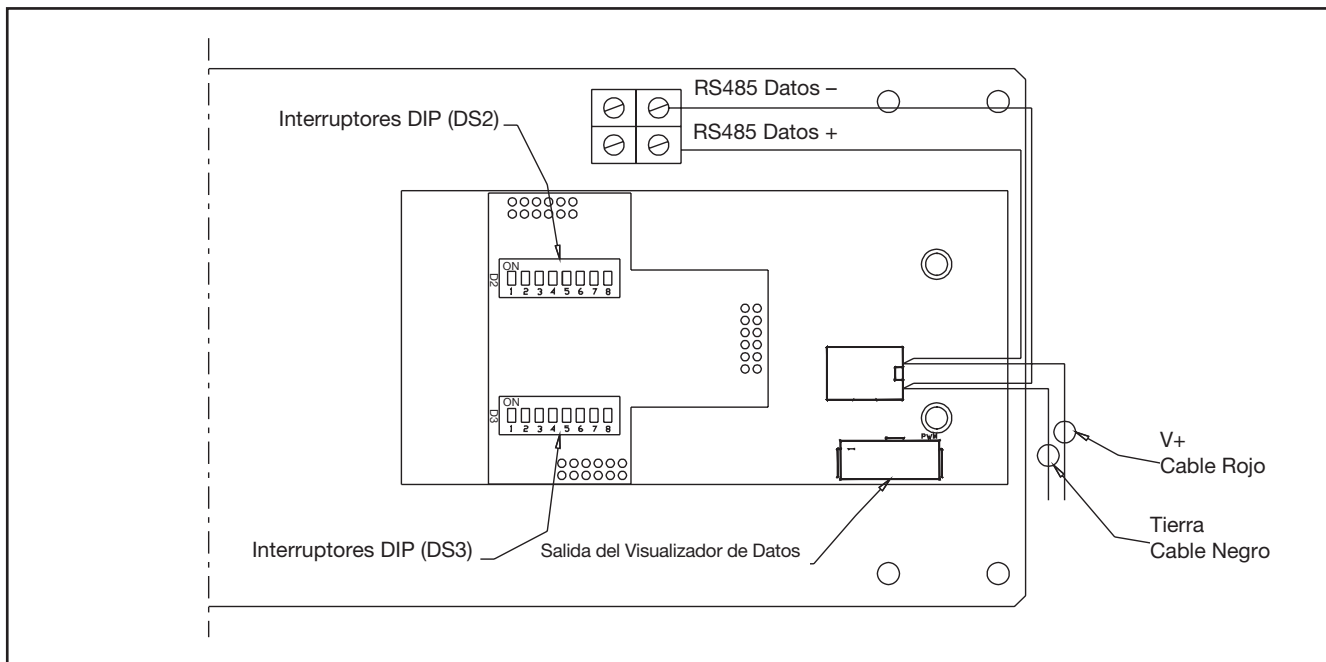 RS485 Datos –
Interruptores DIP (DS2)
RS485 Datos +
ON
D2
1 2 3 4 5 6 7 8
ON
D3
1 2 3 4 5 6 7 8
PWM
1
V+
Cable Rojo
Tierra
Cable Negro
Interruptores DIP (DS3)
Salida del Visualizador de Datos